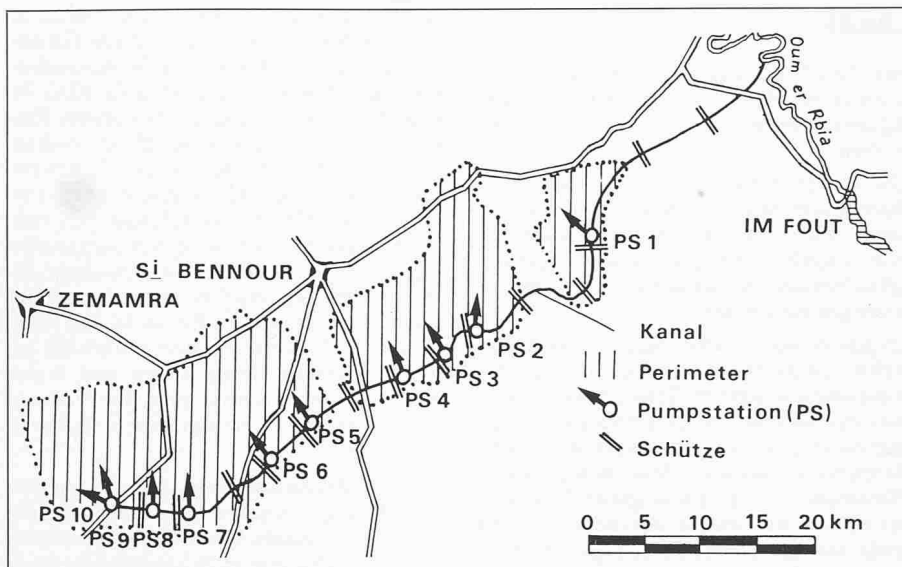 Oum er Rbia
IM FOUT
PS 1
Si BENNOUR
ZEMAMRA
PS 2
PS 3
PS 4
PS 5
PS 6
PS 7
PS 8
PS 9
PS 10
Kanal
Perimeter
Pumpstation (PS)
Schütze
0 5 10 15 20 km